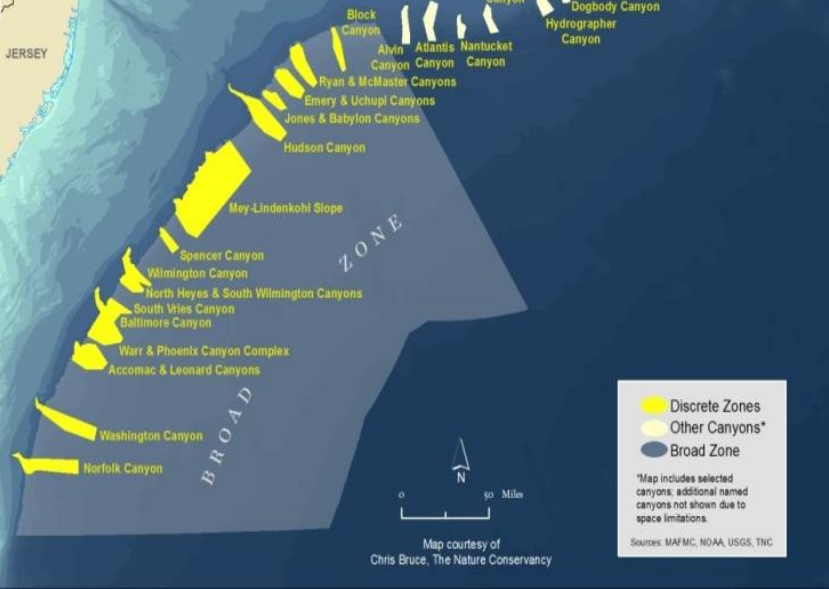 JERSEY
Block
Canyon
Canyon
Dogbody Canyon
Hydrographer
Canyon
Alvin
Canyon
Atlantis
Canyon
Nantucket
Canyon
Ryan & McMaster Canyons
Emery & Uchupi Canyons
Jones & Babylon Canyons
Hudson Canyon
Mey-Lindenkohl Slope
ZONE
Spencer Canyon
Wilmington Canyon
North Heyes & South Wilmington Canyons
South Vries Canyon
Baltimore Canyon
Warr & Phoenix Canyon Complex
Accomac & Leonard Canyons
BROAD
Washington Canyon
Norfolk Canyon
N
0 50 Miles
Map courtesy of
Chris Bruce, The Nature Conservancy
Discrete Zones
Other Canyons*
Broad Zone
*Map includes selected
canyons; additional named
canyons not shown due to
space limitations.
Sources: MAFMC, NOAA, USGS, TNC